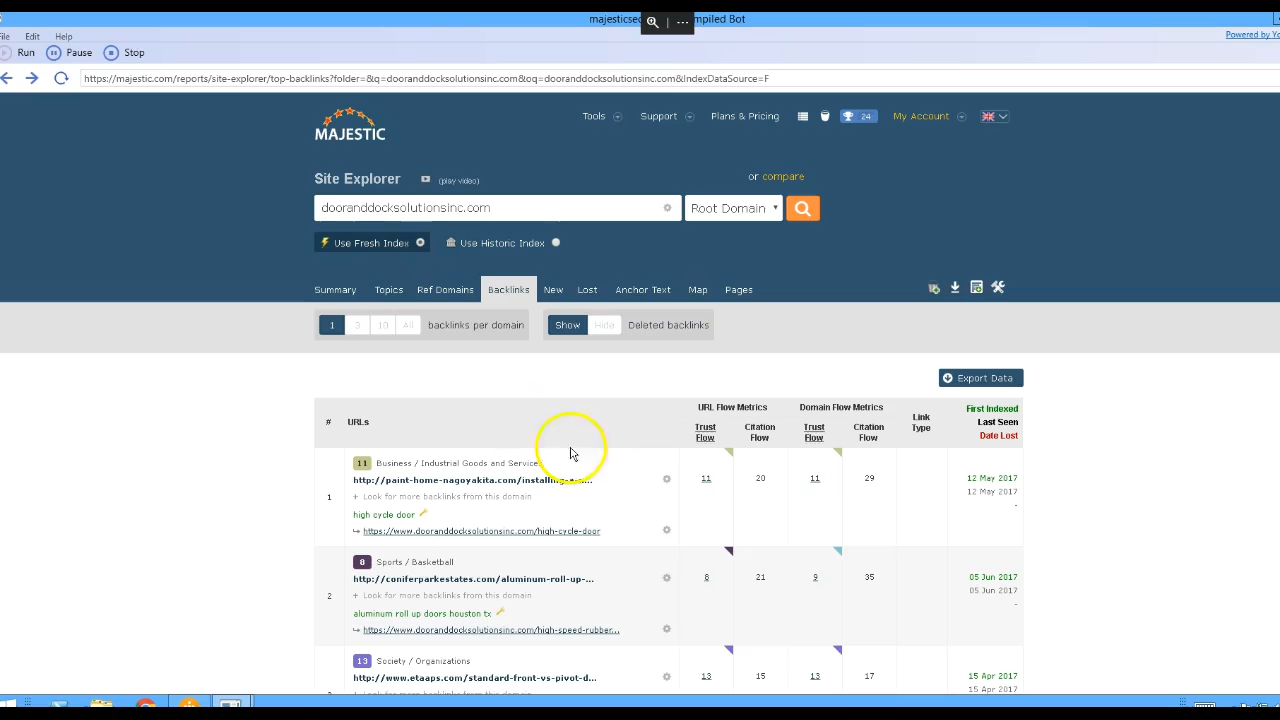 majesticse mpiled Bot
File Edit Help
Powered by Yo
Run Pause Stop
https://majestic.com/reports/site-explorer/top-backlinks?folder=&q=dooranddocksolutionsinc.com&oq=dooranddocksolutionsinc.com&IndexDataSource=F
MAJESTIC
Tools Support Plans & Pricing 24 My Account
Site Explorer (play video) or compare
dooranddocksolutionsinc.com Root Domain
Use Fresh Index Use Historic Index
Summary Topics Ref Domains Backlinks New Lost Anchor Text Map Pages
1 3 10 All backlinks per domain Show Hide Deleted backlinks
Export Data
# URLs URL Flow Metrics Domain Flow Metrics Link Type First Indexed
Trust Flow Citation Flow Trust Flow Citation Flow Last Seen
Date Lost
11 Business / Industrial Goods and Services
http://paint-home-nagoyakita.com/installing-a-...
11 20 11 29 12 May 2017
+ Look for more backlinks from this domain 12 May 2017
1 -
high cycle door
https://www.dooranddocksolutionsinc.com/high-cycle-door
8 Sports / Basketball
http://coniferparkestates.com/aluminum-roll-up-...
8 21 9 35 05 Jun 2017
+ Look for more backlinks from this domain 05 Jun 2017
2 -
aluminum roll up doors houston tx
https://www.dooranddocksolutionsinc.com/high-speed-rubber...
13 Society / Organizations
http://www.etaaps.com/standard-front-vs-pivot-d...
13 15 13 17 15 Apr 2017
+ Look for more backlinks from this domain 15 Apr 2017